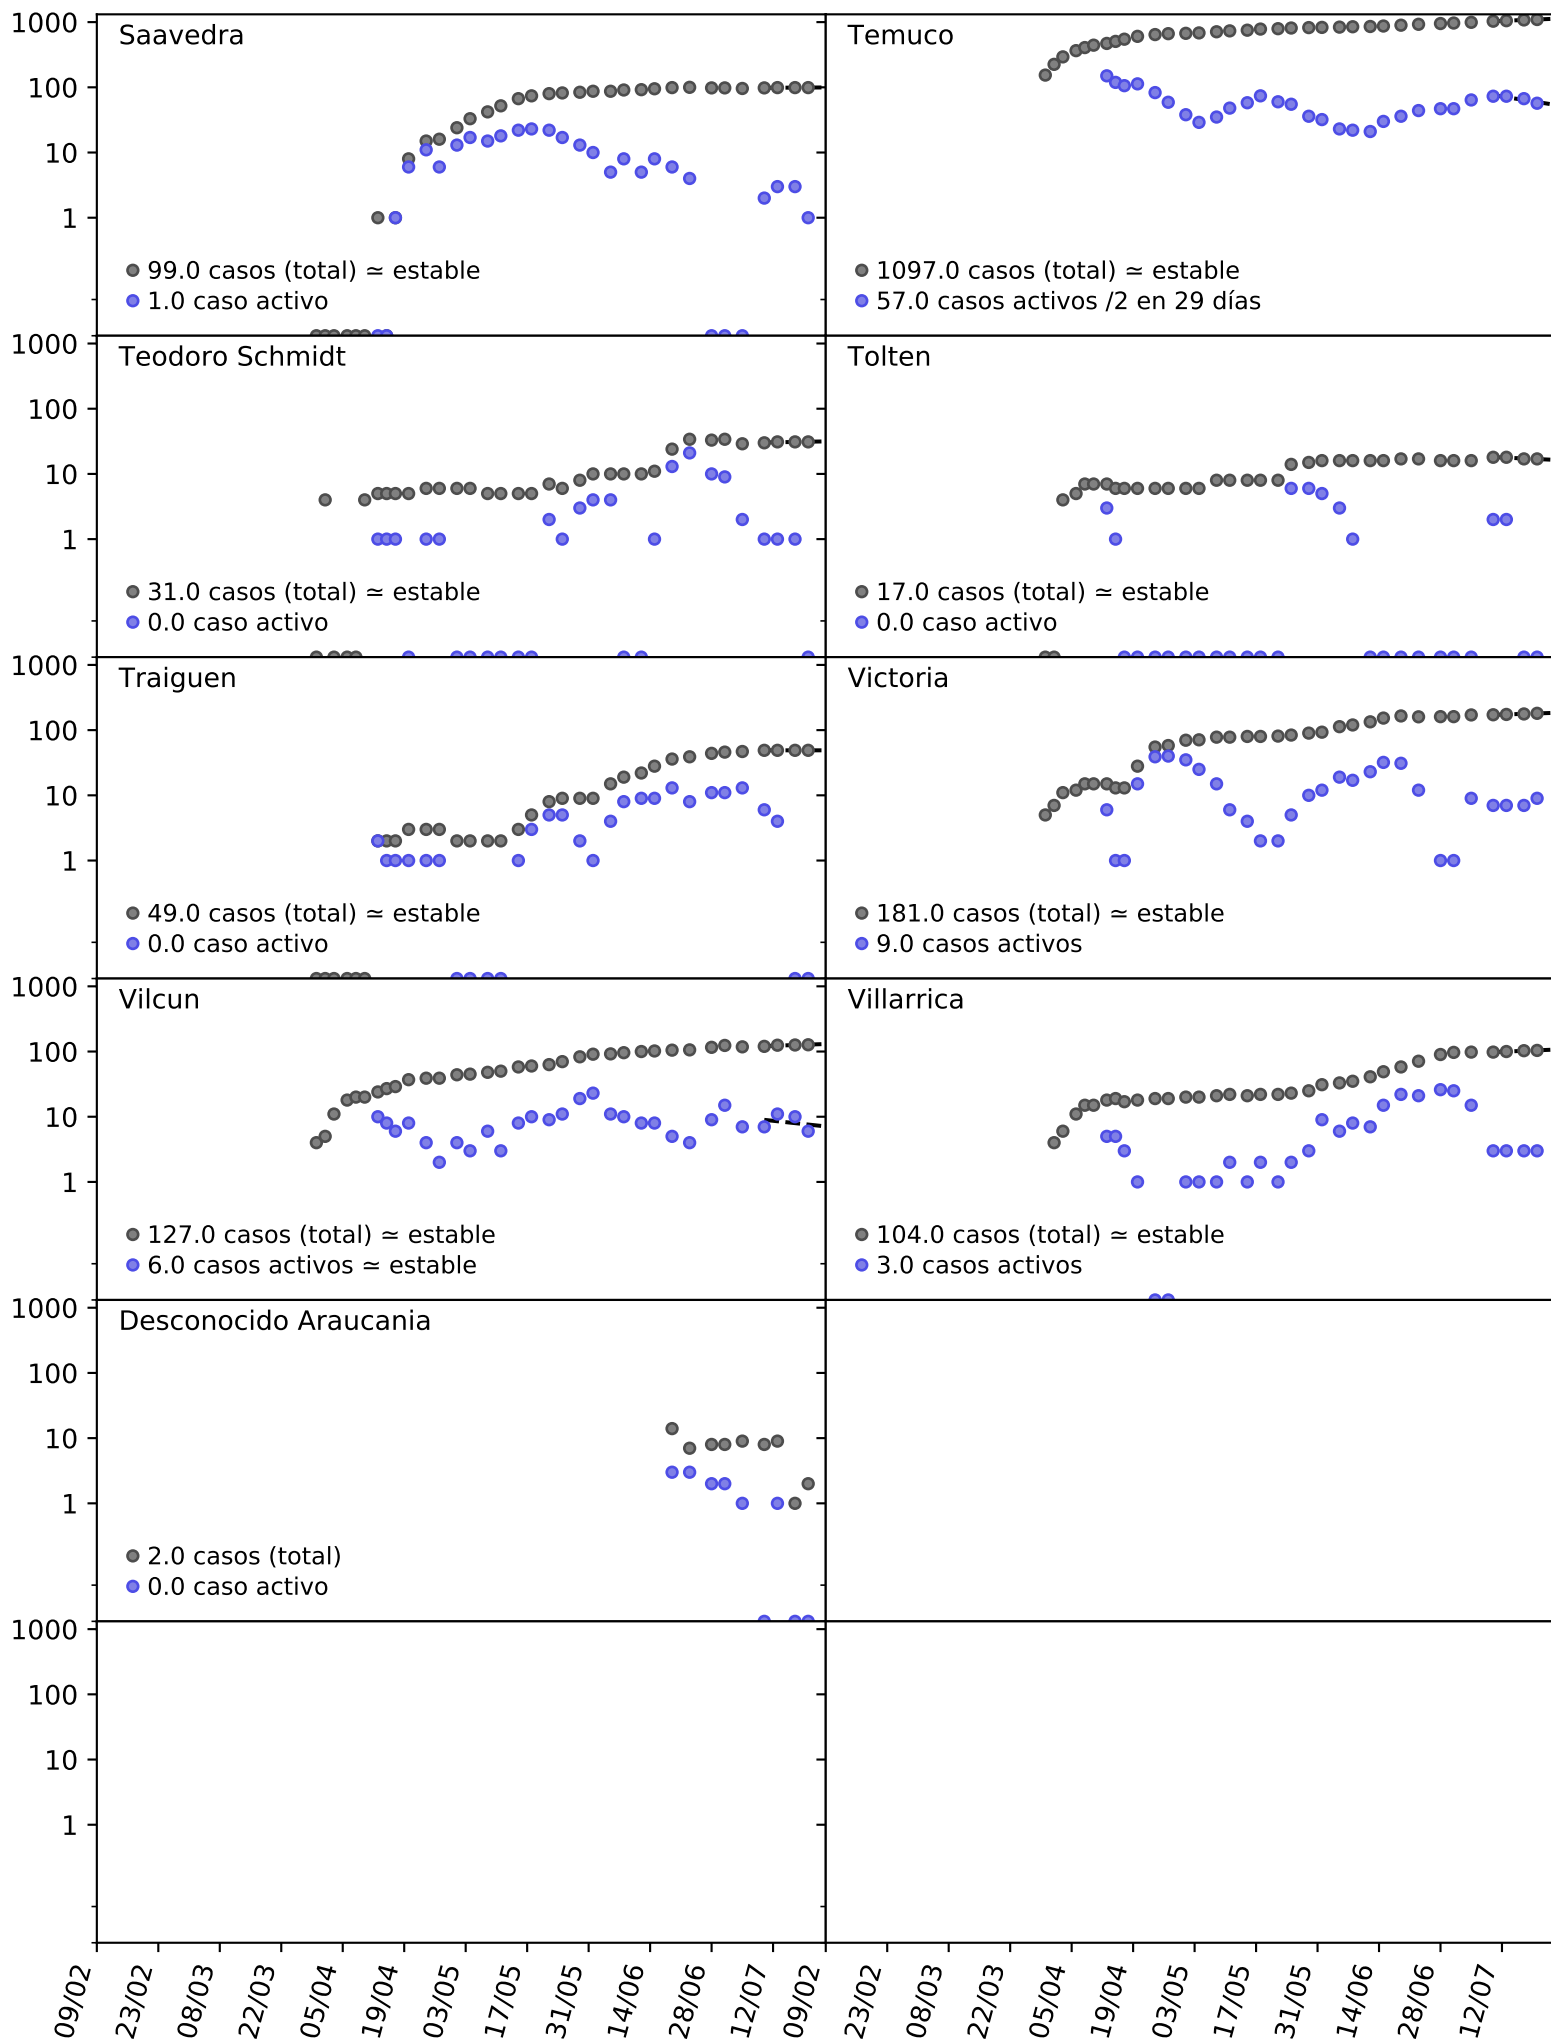 1000
Saavedra
Temuco
100
10
1
99.0 casos (total) ≃ estable
1.0 caso activo
1097.0 casos (total) ≃ estable
57.0 casos activos /2 en 29 días
1000
Teodoro Schmidt
Tolten
100
10
1
31.0 casos (total) ≃ estable
0.0 caso activo
17.0 casos (total) ≃ estable
0.0 caso activo
1000
Traiguen
Victoria
100
10
1
49.0 casos (total) ≃ estable
0.0 caso activo
181.0 casos (total) ≃ estable
9.0 casos activos
1000
Vilcun
Villarrica
100
10
1
127.0 casos (total) ≃ estable
6.0 casos activos ≃ estable
104.0 casos (total) ≃ estable
3.0 casos activos
1000
Desconocido Araucania
100
10
1
2.0 casos (total)
0.0 caso activo
1000
100
10
1
09/02
23/02
08/03
22/03
05/04
19/04
03/05
17/05
31/05
14/06
28/06
12/07
09/02
23/02
08/03
22/03
05/04
19/04
03/05
17/05
31/05
14/06
28/06
12/07